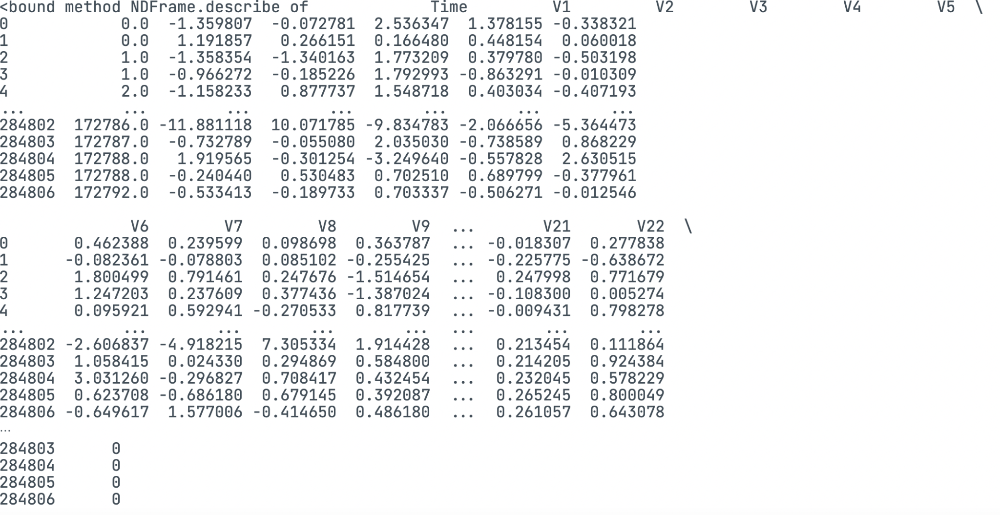 <bound method NDFrame.describe of             Time         V1         V2        V3        V4        V5  \
0            0.0  -1.359807  -0.072781  2.536347  1.378155 -0.338321
1            0.0   1.191857   0.266151  0.166480  0.448154  0.060018
2            1.0  -1.358354  -1.340163  1.773209  0.379780 -0.503198
3            1.0  -0.966272  -0.185226  1.792993 -0.863291 -0.010309
4            2.0  -1.158233   0.877737  1.548718  0.403034 -0.407193
...          ...        ...        ...       ...       ...       ...
284802  172786.0 -11.881118  10.071785 -9.834783 -2.066656 -5.364473
284803  172787.0  -0.732789  -0.055080  2.035030 -0.738589  0.868229
284804  172788.0   1.919565  -0.301254 -3.249640 -0.557828  2.630515
284805  172788.0  -0.240440   0.530483  0.702510  0.689799 -0.377961
284806  172792.0  -0.533413  -0.189733  0.703337 -0.506271 -0.012546
              V6        V7        V8        V9  ...       V21       V22  \
0       0.462388  0.239599  0.098698  0.363787  ... -0.018307  0.277838
1      -0.082361 -0.078803  0.085102 -0.255425  ... -0.225775 -0.638672
2       1.800499  0.791461  0.247676 -1.514654  ...  0.247998  0.771679
3       1.247203  0.237609  0.377436 -1.387024  ... -0.108300  0.005274
4       0.095921  0.592941 -0.270533  0.817739  ... -0.009431  0.798278
...          ...       ...       ...       ...  ...       ...       ...
284802 -2.606837 -4.918215  7.305334  1.914428  ...  0.213454  0.111864
284803  1.058415  0.024330  0.294869  0.584800  ...  0.214205  0.924384
284804  3.031260 -0.296827  0.708417  0.432454  ...  0.232045  0.578229
284805  0.623708 -0.686180  0.679145  0.392087  ...  0.265245  0.800049
284806 -0.649617  1.577006 -0.414650  0.486180  ...  0.261057  0.643078
...
284803      0
284804      0
284805      0
284806      0